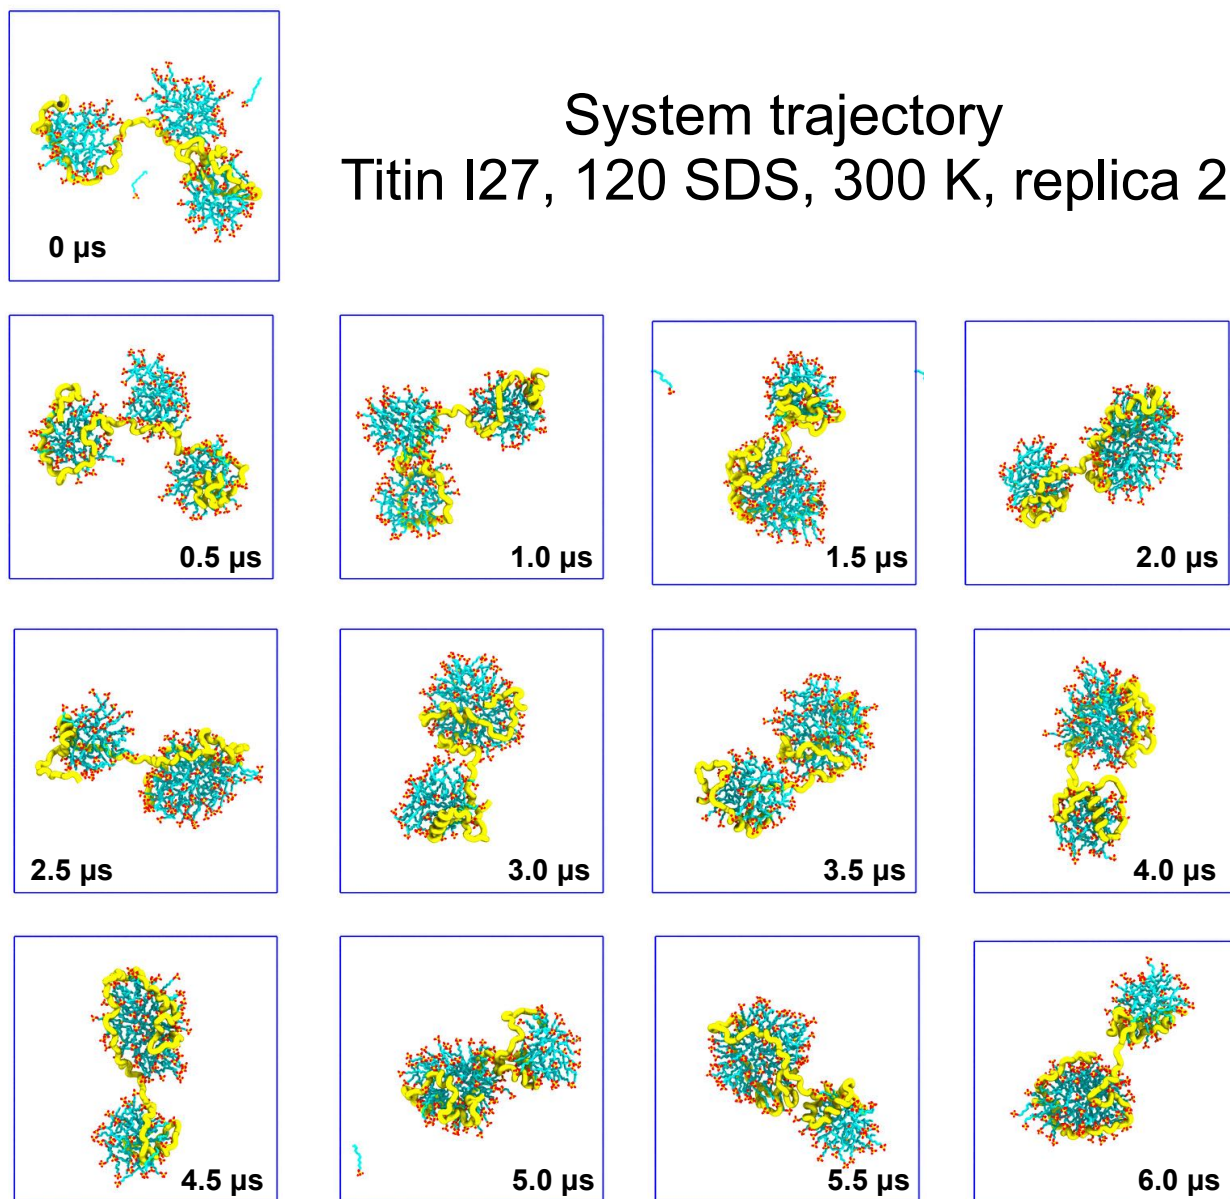 System trajectory
Titin I27, 120 SDS, 300 K, replica 2
0 µs
0.5 µs
1.0 µs
1.5 µs
2.0 µs
2.5 µs
3.0 µs
3.5 µs
4.0 µs
4.5 µs
5.0 µs
5.5 µs
6.0 µs